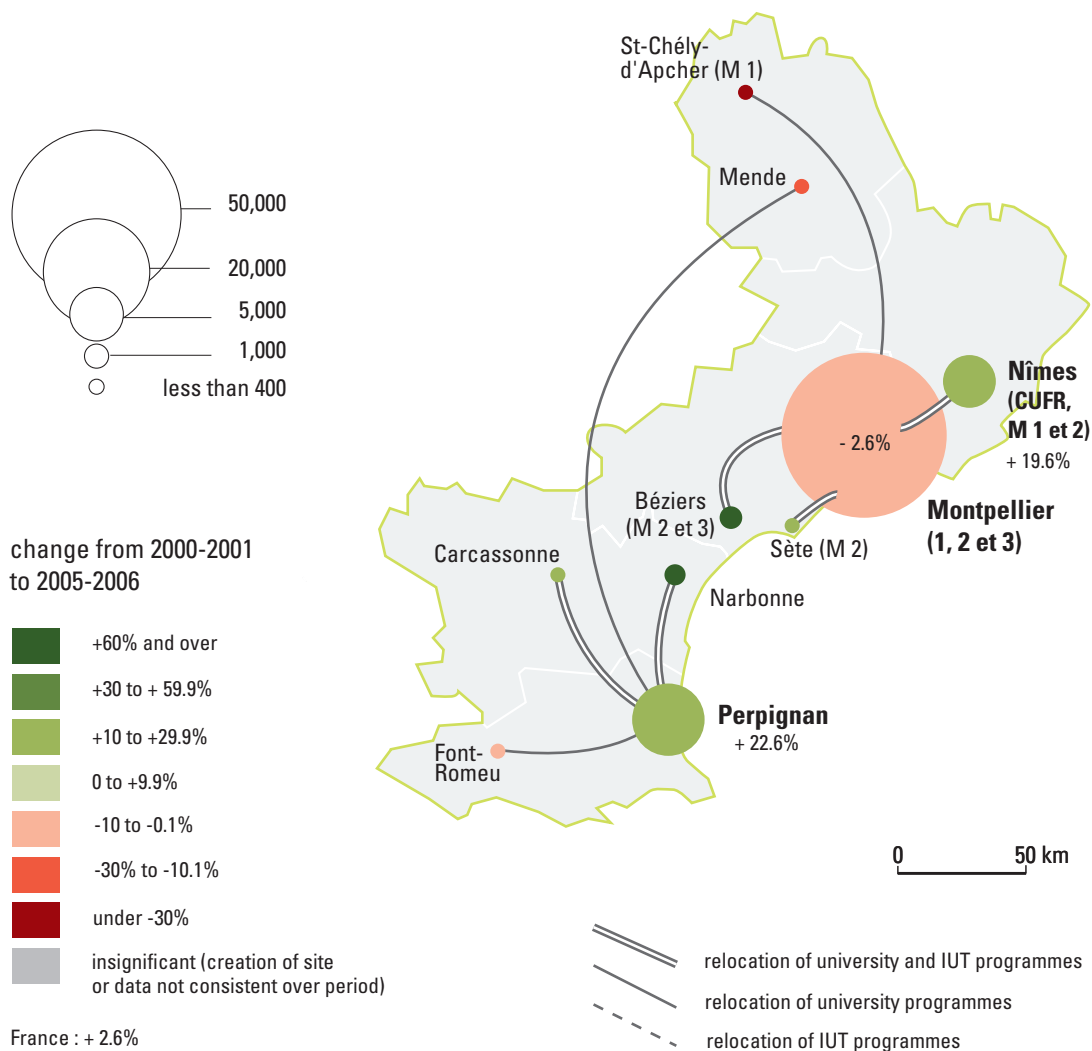 St-Chély-
d'Apcher (M 1)
Mende
50,000
20,000
5,000
1,000
less than 400
Nîmes
(CUFR,
M 1 et 2)
+ 19.6%
- 2.6%
Montpellier
(1, 2 et 3)
Béziers
(M 2 et 3)
Sète (M 2)
Carcassonne
Narbonne
Perpignan
+ 22.6%
Font-
Romeu
change from 2000-2001
to 2005-2006
+60% and over
+30 to + 59.9%
+10 to +29.9%
0 to +9.9%
-10 to -0.1%
-30% to -10.1%
under -30%
insignificant (creation of site
or data not consistent over period)
France : + 2.6%
0 50 km
relocation of university and IUT programmes
relocation of university programmes
relocation of IUT programmes